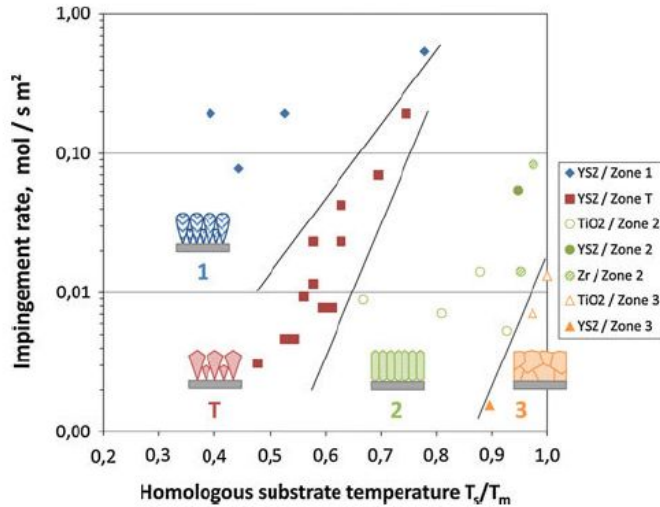 1,00
0,10
0,01
0,00
Impingement rate, mol / s m²
0,2 0,3 0,4 0,5 0,6 0,7 0,8 0,9 1,0
Homologous substrate temperature Tₛ/Tₘ
1
T
2
3
YSZ / Zone 1
YSZ / Zone T
TiO2 / Zone 2
YSZ / Zone 2
Zr / Zone 2
TiO2 / Zone 3
YSZ / Zone 3